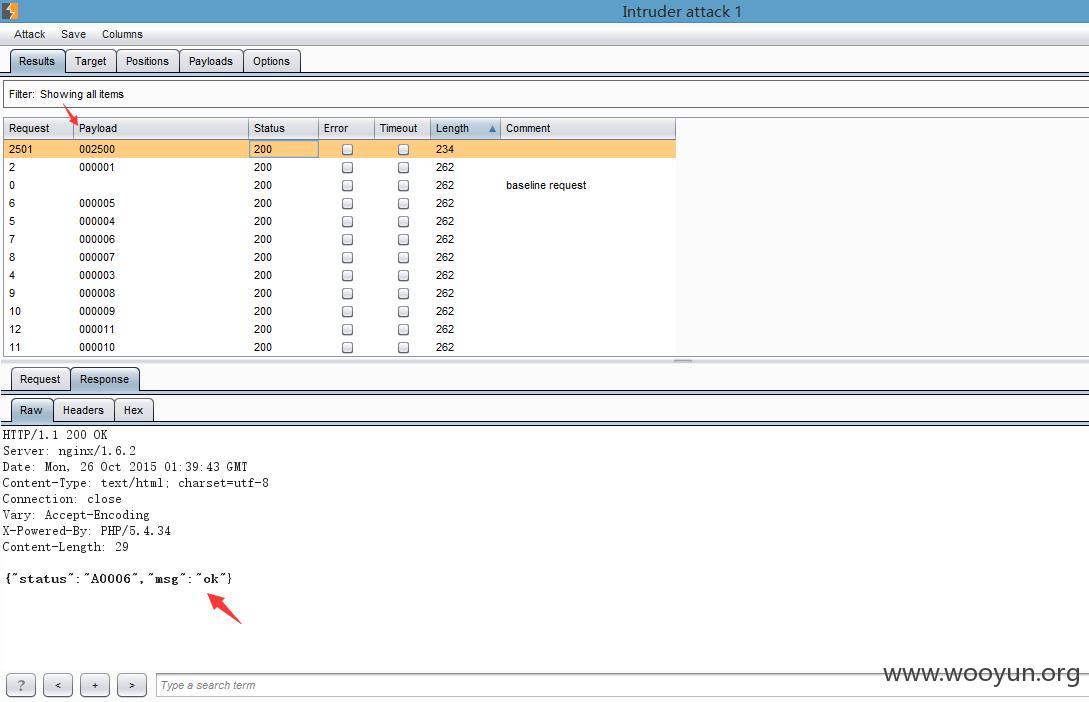 Intruder attack 1
Attack Save Columns
Results Target Positions Payloads Options
Filter: Showing all items
Request Payload Status Error Timeout Length Comment
2501 002500 200 234
2 000001 200 262
0 200 262 baseline request
6 000005 200 262
5 000004 200 262
7 000006 200 262
8 000007 200 262
4 000003 200 262
9 000008 200 262
10 000009 200 262
12 000011 200 262
11 000010 200 262
Request Response
Raw Headers Hex
HTTP/1.1 200 OK
Server: nginx/1.6.2
Date: Mon, 26 Oct 2015 01:39:43 GMT
Content-Type: text/html; charset=utf-8
Connection: close
Vary: Accept-Encoding
X-Powered-By: PHP/5.4.34
Content-Length: 29
{"status":"A0006","msg":"ok"}
? < + > Type a search term
www.wooyun.org